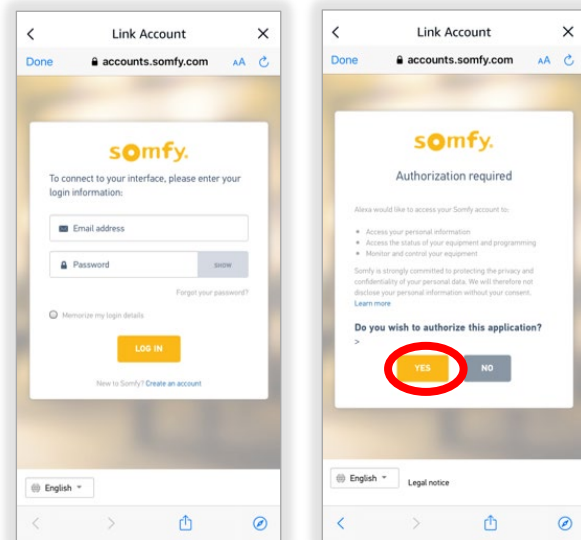 Link Account
Done accounts.somfy.com AA
somfy.
To connect to your interface, please enter your
login information:
Email address
Password SHOW
Forgot your password?
Memorize my login details
LOG IN
New to Somfy? Create an account
English
Link Account
Done accounts.somfy.com AA
somfy.
Authorization required
Alexa would like to access your Somfy account to:
Access your personal information
Access the status of your equipment and programming
Monitor and control your equipment
Somfy is strongly committed to protecting the privacy and
confidentiality of your personal data. We will therefore not
disclose your personal information without your consent.
Learn more
Do you wish to authorize this application?
>
YES NO
English Legal notice